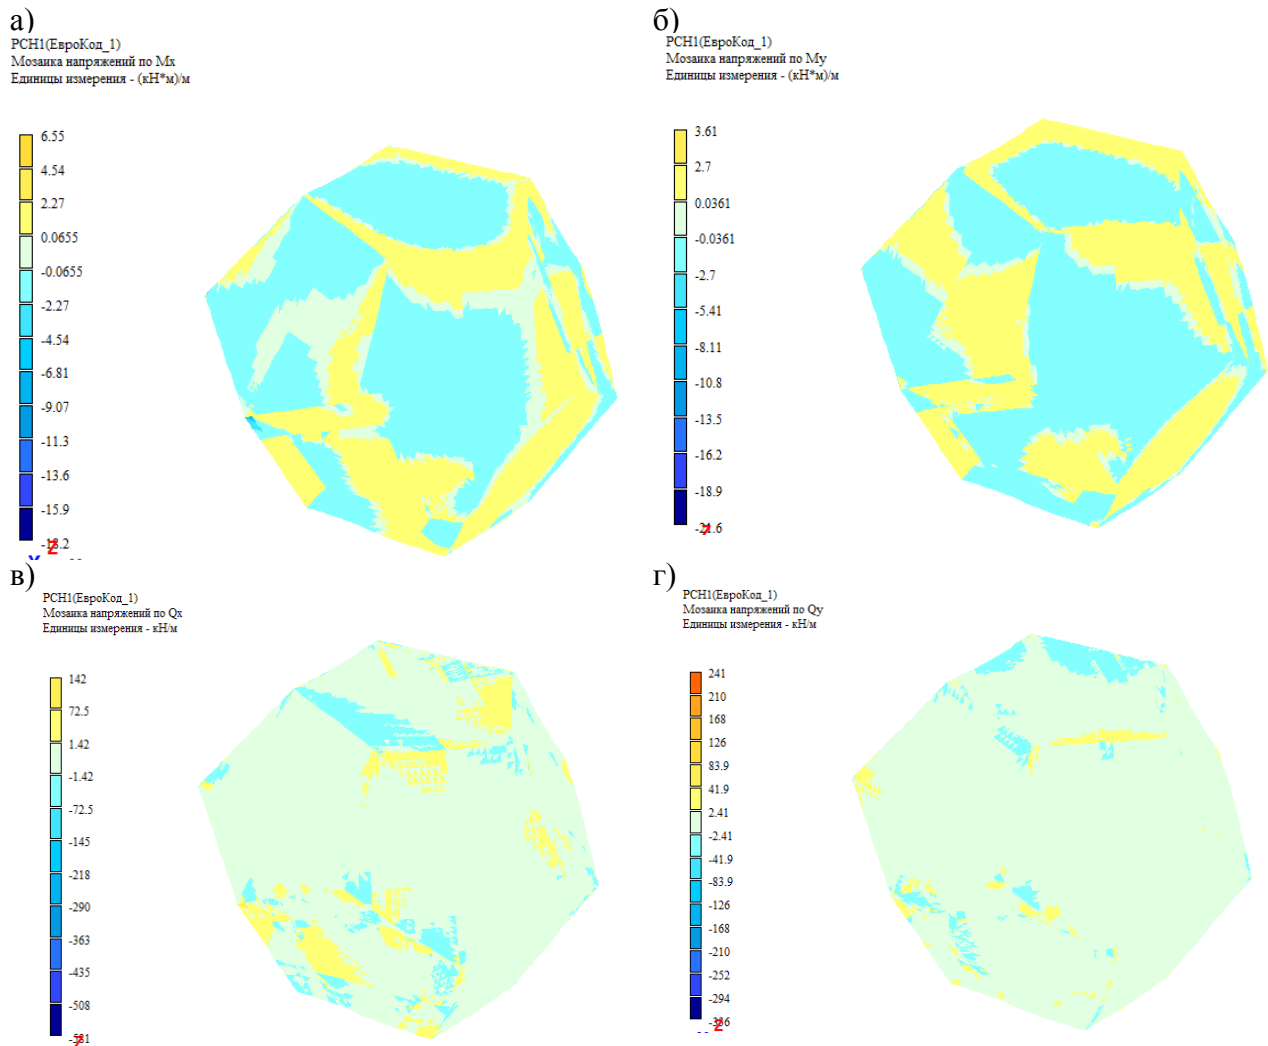 а)
РСН1(ЕвроКод_1)
Мозаика напряжений по Mx
Единицы измерения - (кН*м)/м
6.55
4.54
2.27
0.0655
-0.0655
-2.27
-4.54
-6.81
-9.07
-11.3
-13.6
-15.9
-18.2
Z
б)
РСН1(ЕвроКод_1)
Мозаика напряжений по My
Единицы измерения - (кН*м)/м
3.61
2.7
0.0361
-0.0361
-2.7
-5.41
-8.11
-10.8
-13.5
-16.2
-18.9
-21.6
в)
РСН1(ЕвроКод_1)
Мозаика напряжений по Qx
Единицы измерения - кН/м
142
72.5
1.42
-1.42
-72.5
-145
-218
-290
-363
-435
-508
-581
г)
РСН1(ЕвроКод_1)
Мозаика напряжений по Qy
Единицы измерения - кН/м
241
210
168
126
83.9
41.9
2.41
-2.41
-41.9
-83.9
-126
-168
-210
-252
-294
-336
Z